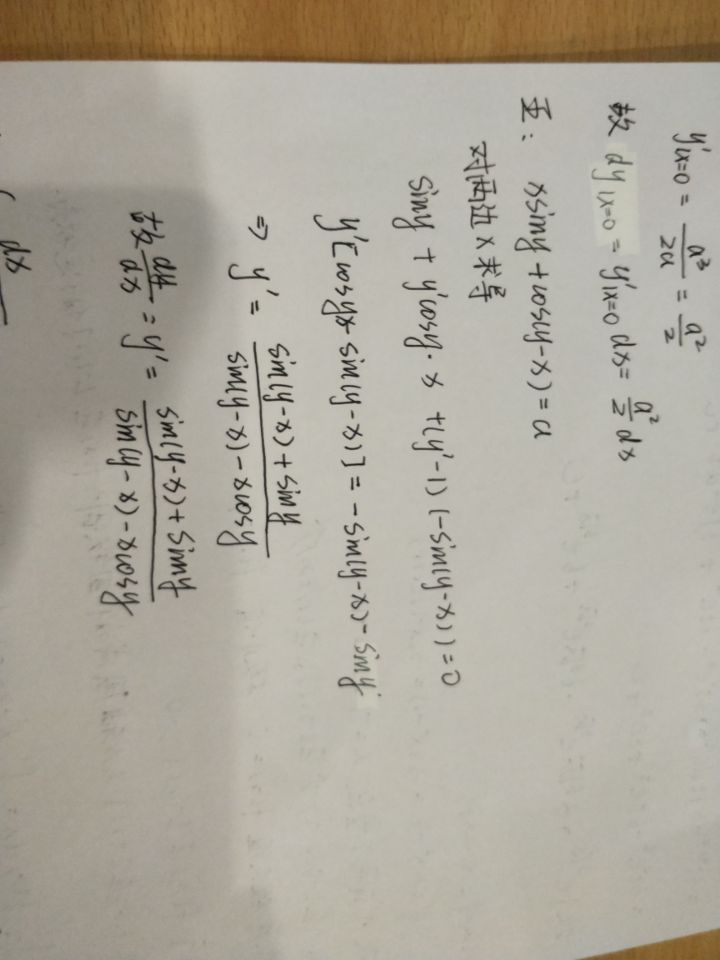 y'|x=0 = a³/2a = a²/2
故 dy|x=0 = y'|x=0 dx = a²/2 dx
五: xsiny+cos(y-x)=a
对两边x求导
siny + y'cosy·x +(y'-1)(-sin(y-x))=0
y'[cosyx-sin(y-x)] = -sin(y-x)-siny
⇒ y' = sin(y-x)+siny/sin(y-x)-xcosy
故 dy/dx = y' = sin(y-x)+siny/sin(y-x)-xcosy
dx